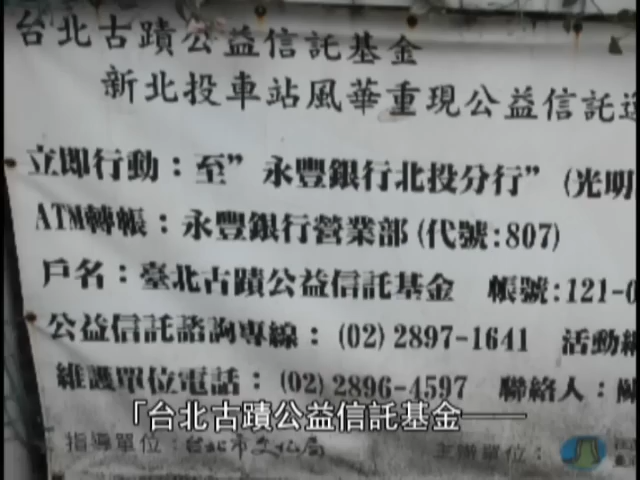 台北古蹟公益信託基金
新北投車站風華重現公益信託
立即行動：至”永豐銀行北投分行”(光明
ATM轉帳：永豐銀行營業部(代號:807)
戶名：臺北古蹟公益信託基金 帳號:121-0
公益信託諮詢專線：(02)2897-1641 活動
維護單位電話：(02)2896-4597 聯絡人：
「台北古蹟公益信託基金——
指導單位：台北市文化局 主辦單位：